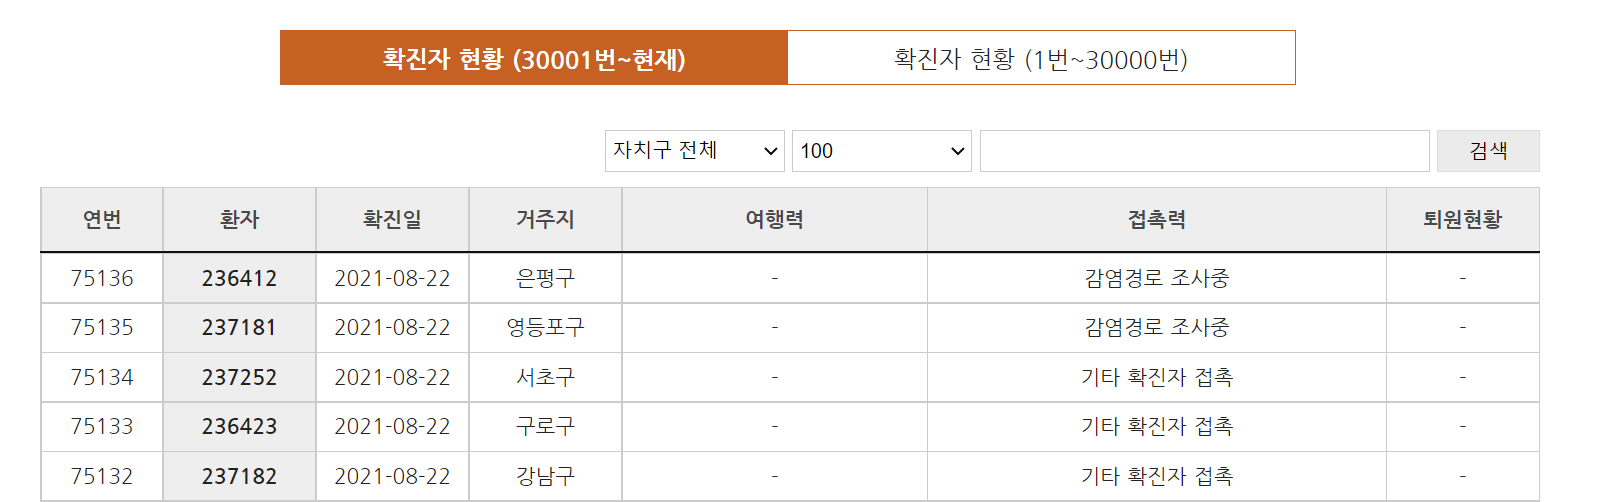 확진자 현황 (30001번~현재) 확진자 현황 (1번~30000번)
자치구 전체 100 검색
연번 환자 확진일 거주지 여행력 접촉력 퇴원현황
75136 236412 2021-08-22 은평구 - 감염경로 조사중 -
75135 237181 2021-08-22 영등포구 - 감염경로 조사중 -
75134 237252 2021-08-22 서초구 - 기타 확진자 접촉 -
75133 236423 2021-08-22 구로구 - 기타 확진자 접촉 -
75132 237182 2021-08-22 강남구 - 기타 확진자 접촉 -